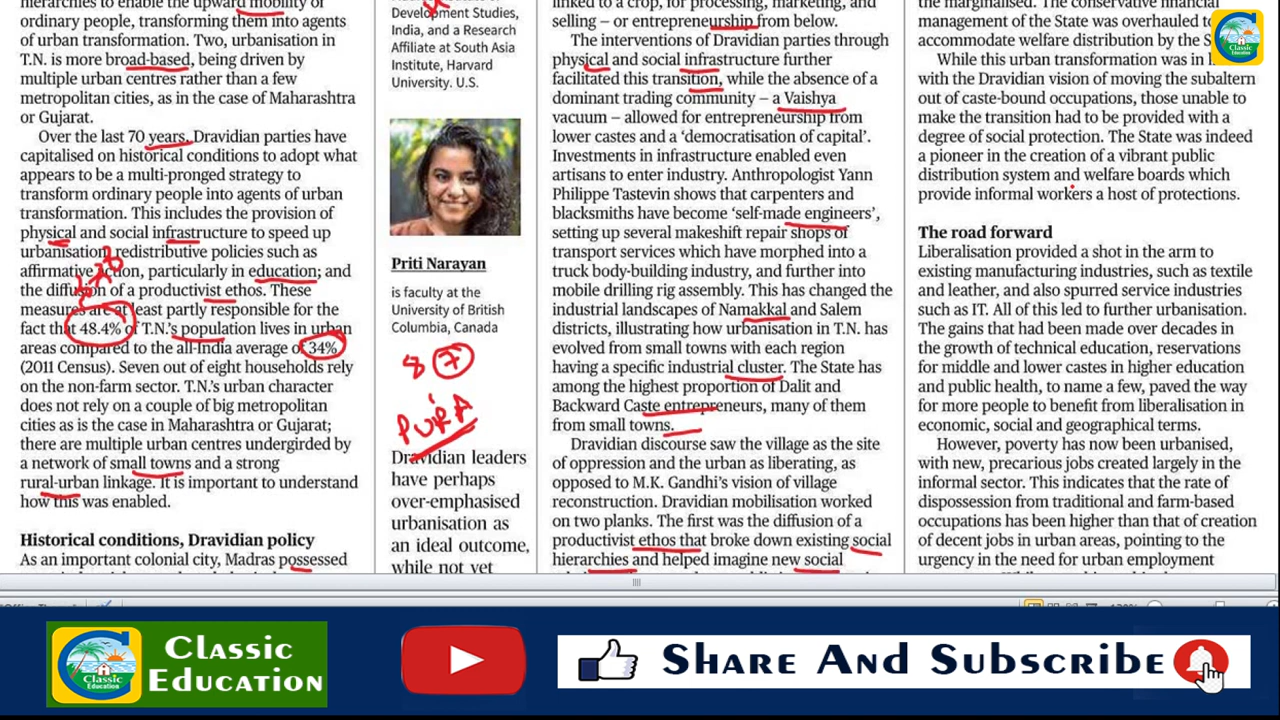 hierarchies to enable the upward mobility of
ordinary people, transforming them into agents
of urban transformation. Two, urbanisation in
T.N. is more broad-based, being driven by
multiple urban centres rather than a few
metropolitan cities, as in the case of Maharashtra
or Gujarat.
Over the last 70 years, Dravidian parties have
capitalised on historical conditions to adopt what
appears to be a multi-pronged strategy to
transform ordinary people into agents of urban
transformation. This includes the provision of
physical and social infrastructure to speed up
urbanisation, redistributive policies such as
affirmative action, particularly in education; and
the diffusion of a productivist ethos. These
measures are at least partly responsible for the
fact that 48.4% of T.N.'s population lives in urban
areas compared to the all-India average of 34%
(2011 Census). Seven out of eight households rely
on the non-farm sector. T.N.'s urban character
does not rely on a couple of big metropolitan
cities as is the case in Maharashtra or Gujarat;
there are multiple urban centres undergirded by
a network of small towns and a strong
rural-urban linkage. It is important to understand
how this was enabled.
Historical conditions, Dravidian policy
As an important colonial city, Madras possessed
Development Studies,
India, and a Research
Affiliate at South Asia
Institute, Harvard
University. U.S.
Priti Narayan
is faculty at the
University of British
Columbia, Canada
8 7
PURA
Dravidian leaders
have perhaps
over-emphasised
urbanisation as
an ideal outcome,
while not yet
linked to a crop, for processing, marketing, and
selling – or entrepreneurship from below.
The interventions of Dravidian parties through
physical and social infrastructure further
facilitated this transition, while the absence of a
dominant trading community – a Vaishya
vacuum – allowed for entrepreneurship from
lower castes and a 'democratisation of capital'.
Investments in infrastructure enabled even
artisans to enter industry. Anthropologist Yann
Philippe Tastevin shows that carpenters and
blacksmiths have become 'self-made engineers',
setting up several makeshift repair shops of
transport services which have morphed into a
truck body-building industry, and further into
mobile drilling rig assembly. This has changed the
industrial landscapes of Namakkal and Salem
districts, illustrating how urbanisation in T.N. has
evolved from small towns with each region
having a specific industrial cluster. The State has
among the highest proportion of Dalit and
Backward Caste entrepreneurs, many of them
from small towns.
Dravidian discourse saw the village as the site
of oppression and the urban as liberating, as
opposed to M.K. Gandhi's vision of village
reconstruction. Dravidian mobilisation worked
on two planks. The first was the diffusion of a
productivist ethos that broke down existing social
hierarchies and helped imagine new social
the marginalised. The conservative financial
management of the State was overhauled to
accommodate welfare distribution by the
While this urban transformation was in
with the Dravidian vision of moving the subaltern
out of caste-bound occupations, those unable to
make the transition had to be provided with a
degree of social protection. The State was indeed
a pioneer in the creation of a vibrant public
distribution system and welfare boards which
provide informal workers a host of protections.
The road forward
Liberalisation provided a shot in the arm to
existing manufacturing industries, such as textile
and leather, and also spurred service industries
such as IT. All of this led to further urbanisation.
The gains that had been made over decades in
the growth of technical education, reservations
for middle and lower castes in higher education
and public health, to name a few, paved the way
for more people to benefit from liberalisation in
economic, social and geographical terms.
However, poverty has now been urbanised,
with new, precarious jobs created largely in the
informal sector. This indicates that the rate of
dispossession from traditional and farm-based
occupations has been higher than that of creation
of decent jobs in urban areas, pointing to the
urgency in the need for urban employment
Classic
Education
Classic
Education
Classic
Education
Share And Subscribe